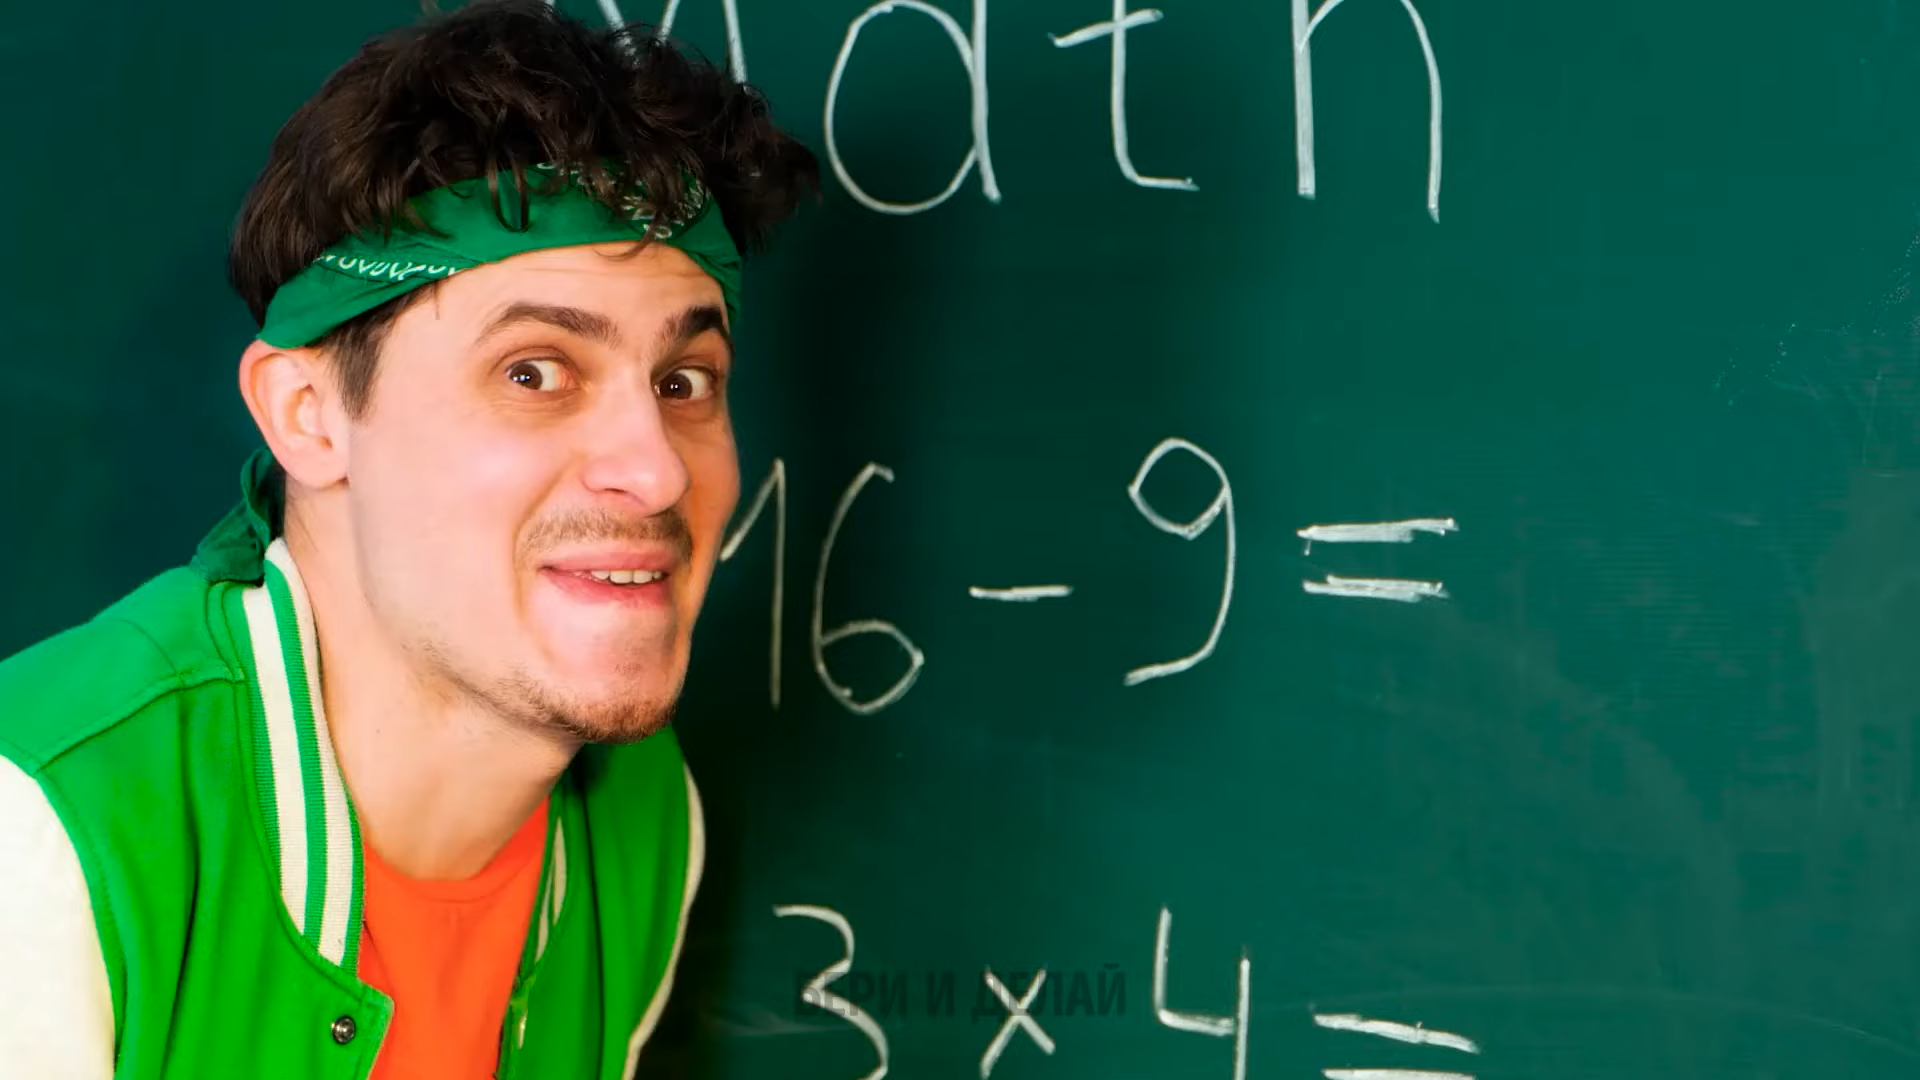 Math
16 - 9 =
3 x 4 =
БЕРИ И ДЕЛАЙ